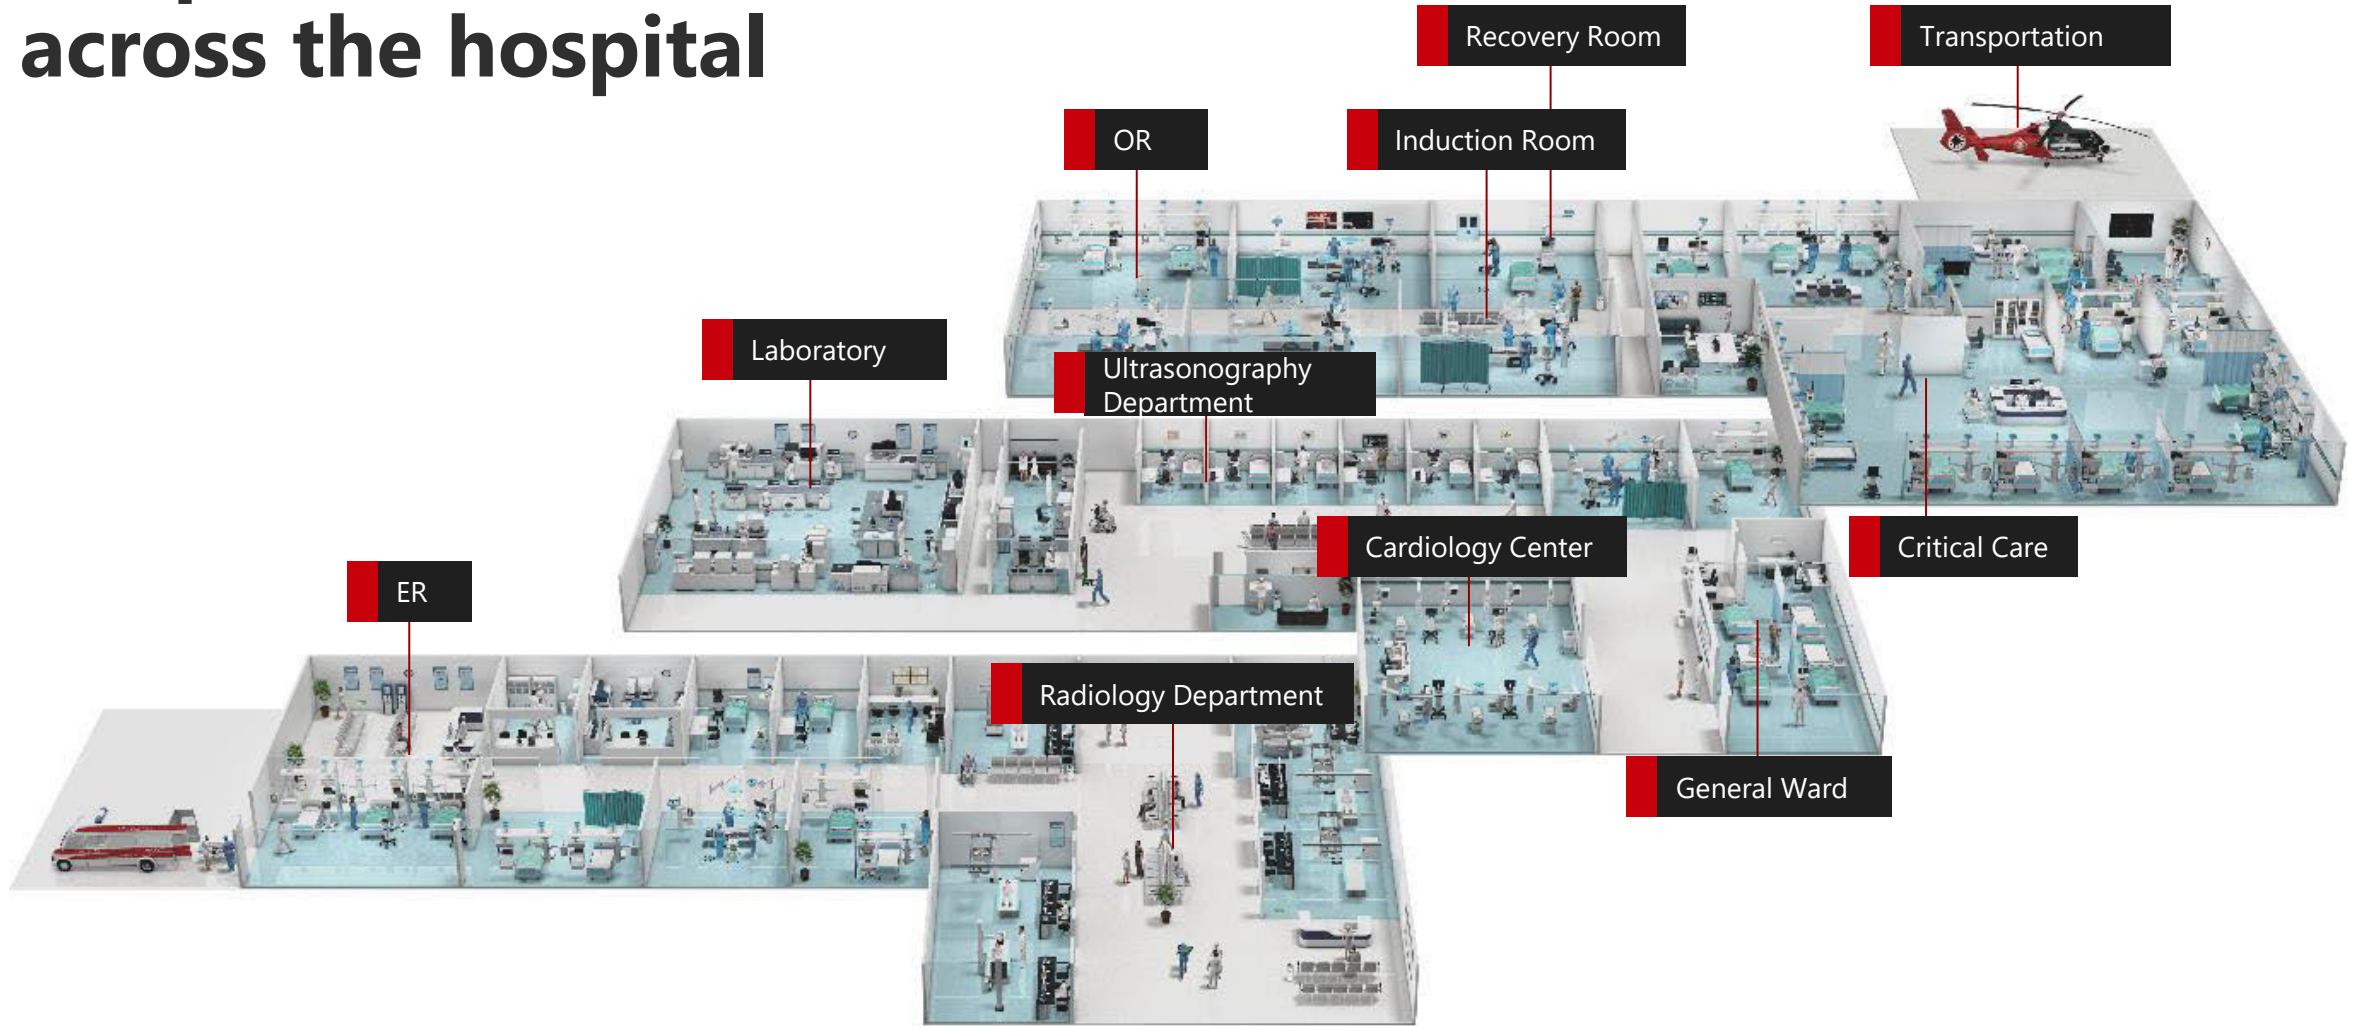 across the hospital
Recovery Room
Transportation
OR
Induction Room
Laboratory
Ultrasonography
Department
Cardiology Center
Critical Care
ER
Radiology Department
General Ward